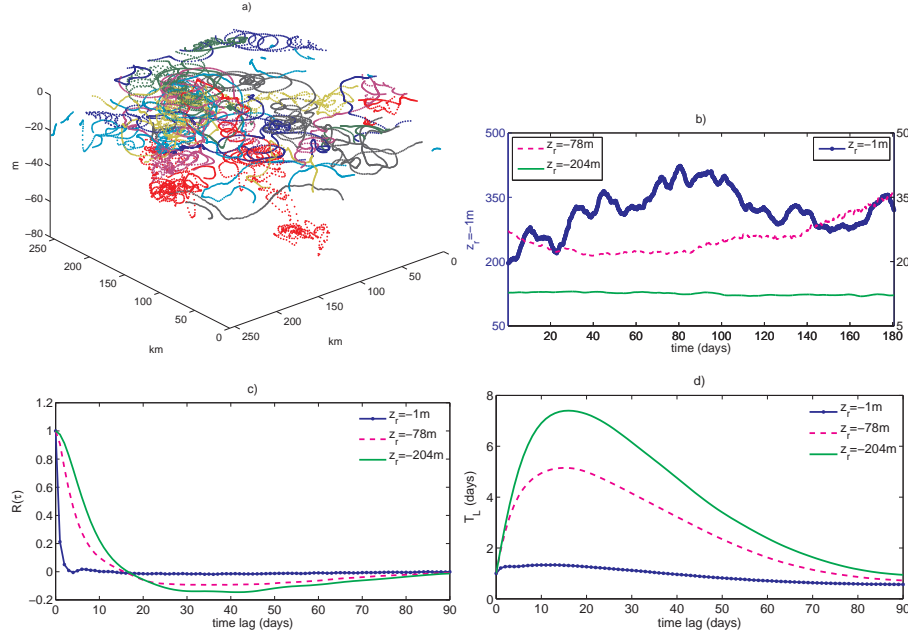 a)
0
−20
−40
−60
−80
m
250
200
150
100
50
0
km
250
200
150
100
50
0
km
b)
500
350
200
50
z_r=−1m
z_r=−78m
z_r=−204m
z_r=−1m
50
35
20
5
20 40 60 80 100 120 140 160 180
time (days)
c)
1.2
1
0.8
0.6
0.4
0.2
0
−0.2
R(τ)
z_r=−1m
z_r=−78m
z_r=−204m
0 10 20 30 40 50 60 70 80 90
time lag (days)
d)
8
6
4
2
0
T_L (days)
z_r=−1m
z_r=−78m
z_r=−204m
0 10 20 30 40 50 60 70 80 90
time lag (days)